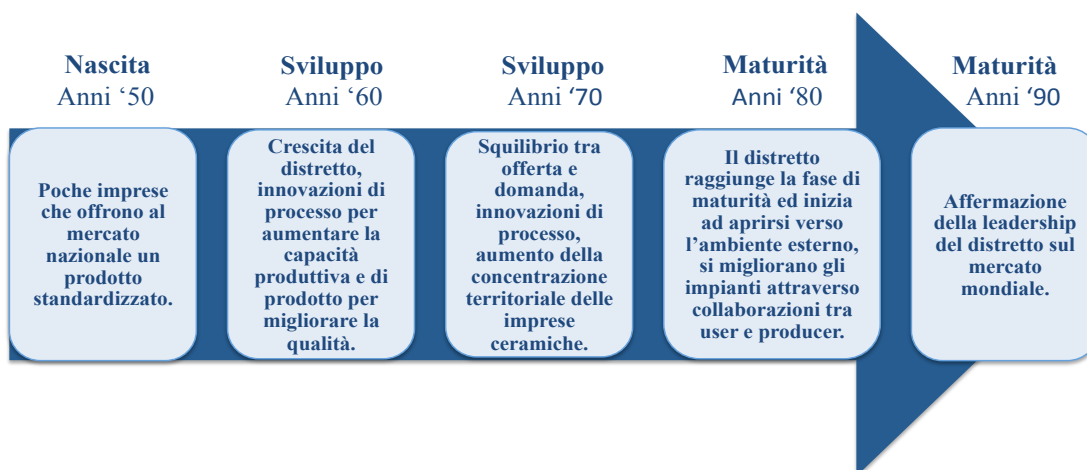 Nascita
Anni ‘50
Poche imprese
che offrono al
mercato
nazionale un
prodotto
standardizzato.
Sviluppo
Anni ‘60
Crescita del
distretto,
innovazioni di
processo per
aumentare la
capacità
produttiva e di
prodotto per
migliorare la
qualità.
Sviluppo
Anni ‘70
Squilibrio tra
offerta e
domanda,
innovazioni di
processo,
aumento della
concentrazione
territoriale delle
imprese
ceramiche.
Maturità
Anni ‘80
Il distretto
raggiunge la fase di
maturità ed inizia
ad aprirsi verso
l’ambiente esterno,
si migliorano gli
impianti attraverso
collaborazioni tra
user e producer.
Maturità
Anni ‘90
Affermazione
della leadership
del distretto sul
mercato
mondiale.